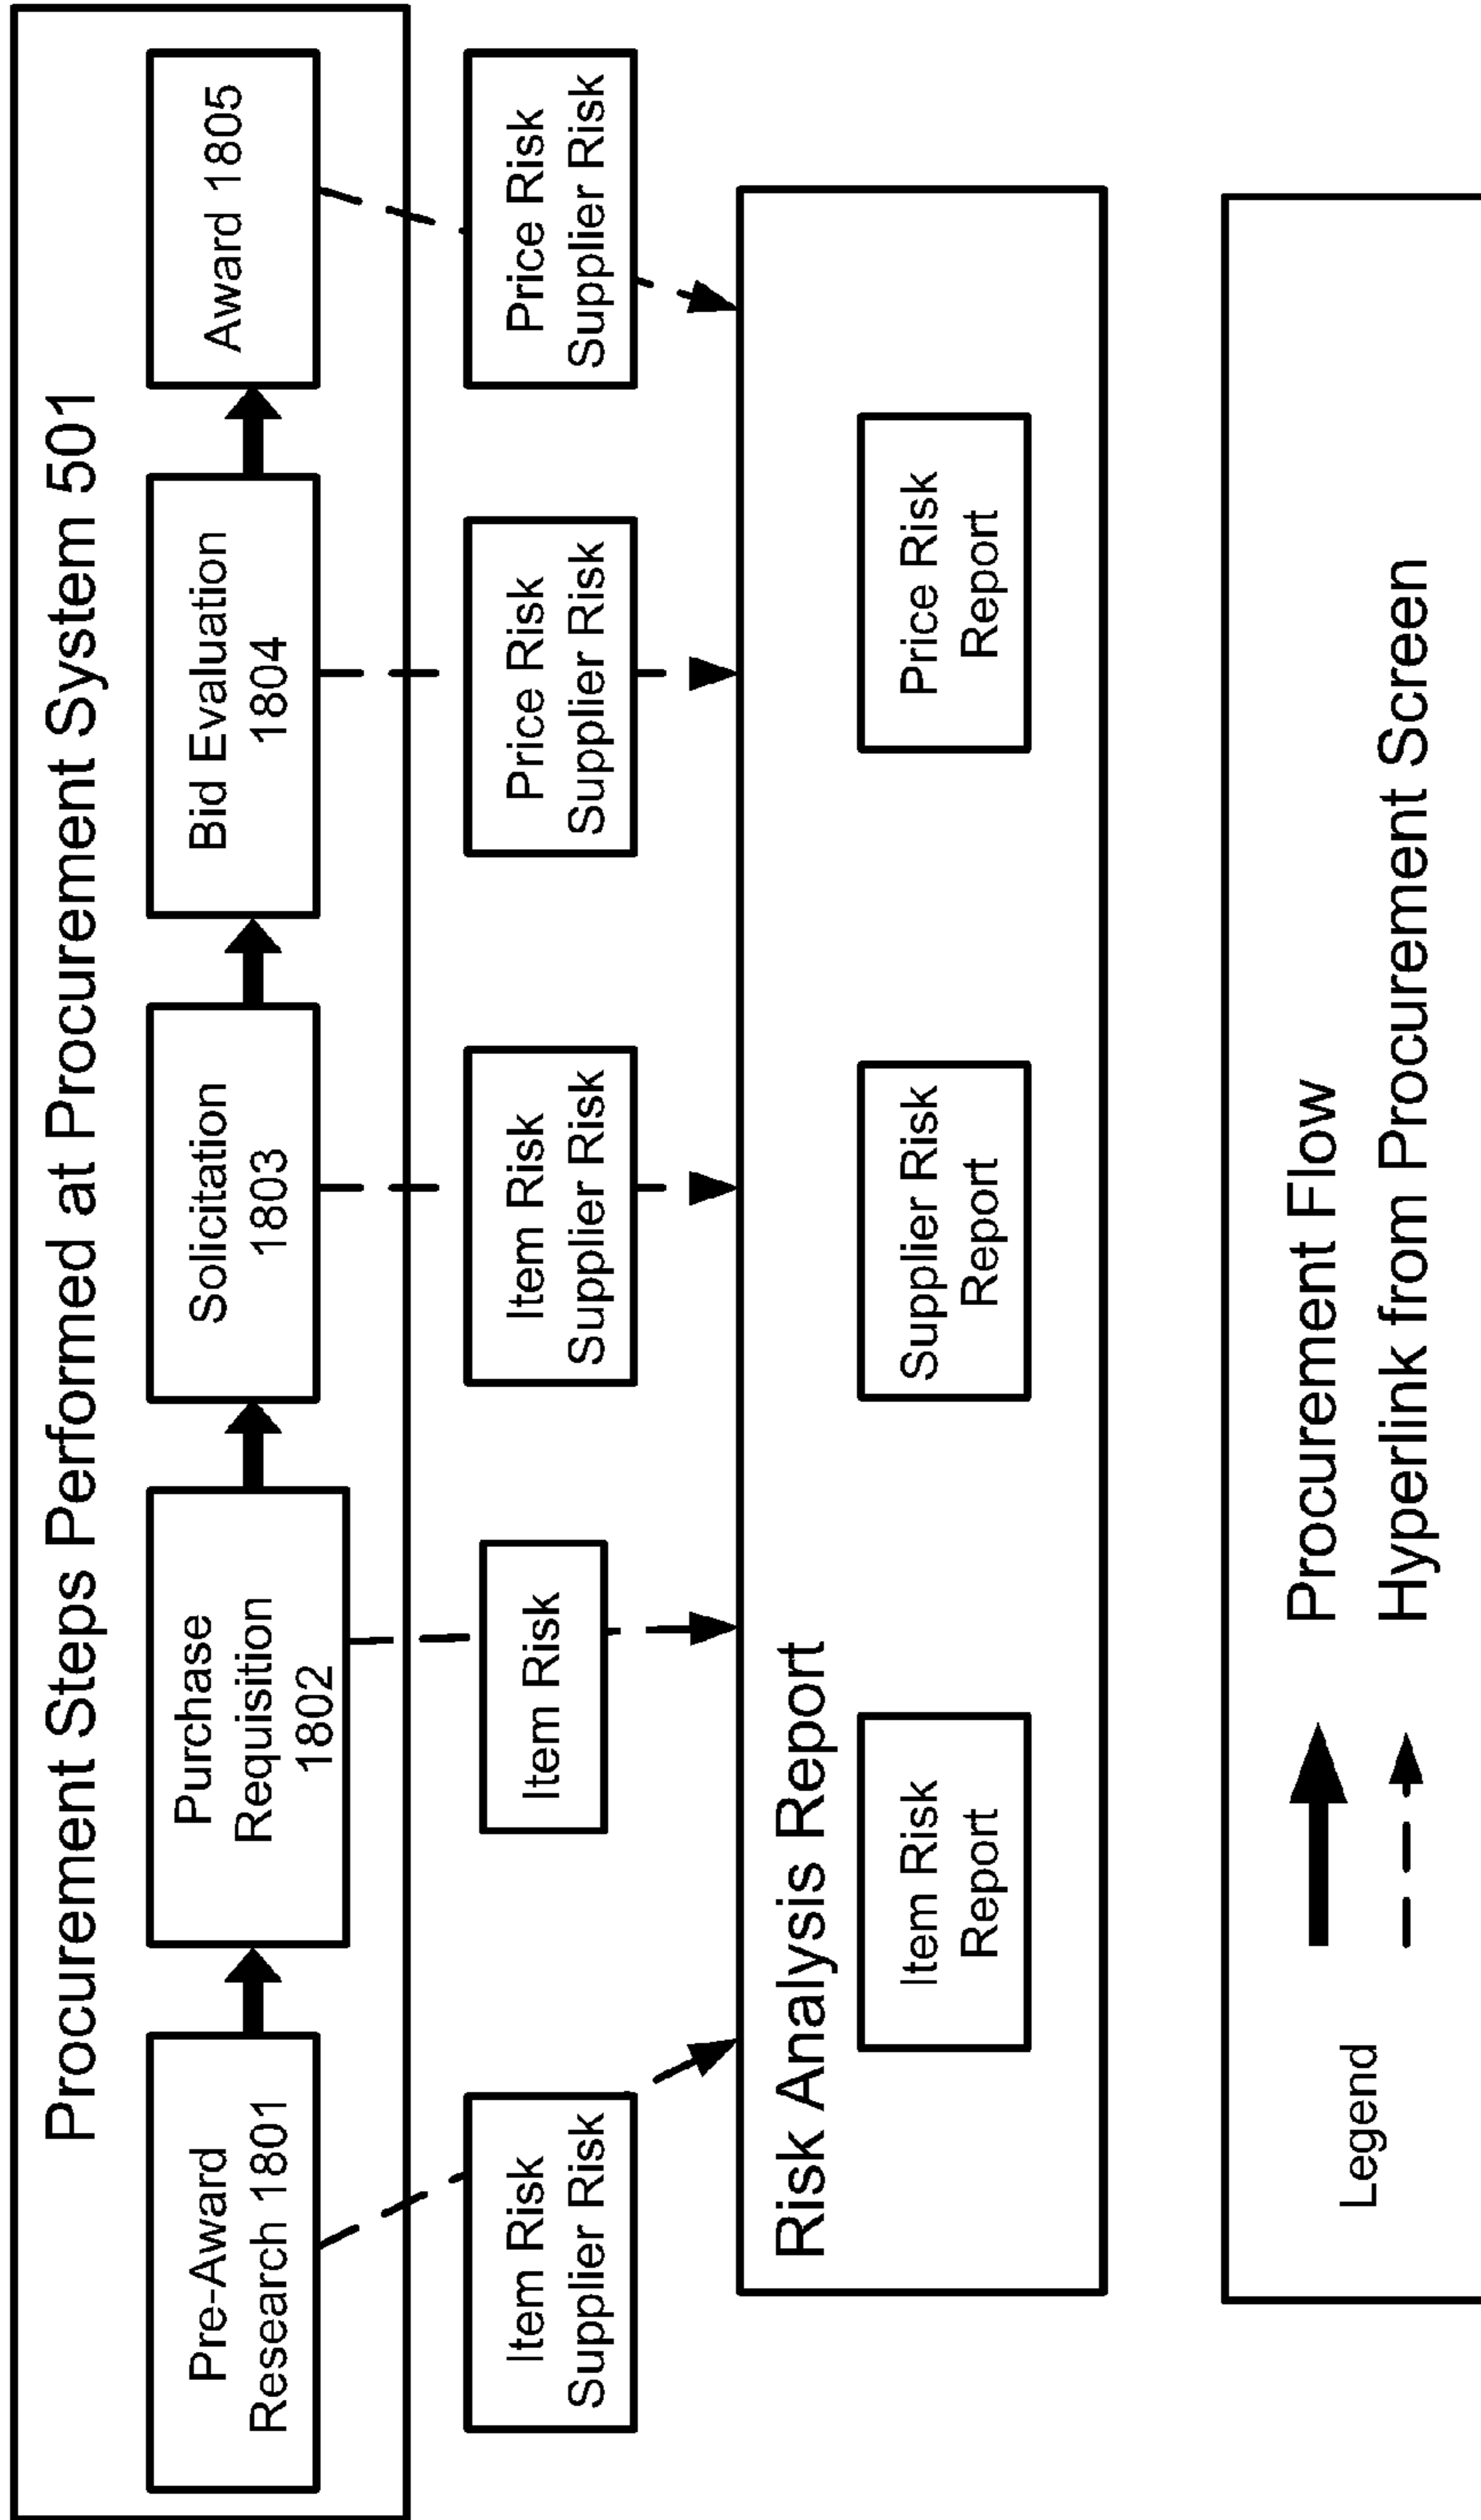 Procurement Steps Performed at Procurement System 501
Pre-Award
Research 1801
Purchase
Requisition
1802
Solicitation
1803
Bid Evaluation
1804
Award 1805
Item Risk
Supplier Risk
Item Risk
Item Risk
Supplier Risk
Price Risk
Supplier Risk
Price Risk
Supplier Risk
Risk Analysis Report
Item Risk
Report
Supplier Risk
Report
Price Risk
Report
Legend
Procurement Flow
Hyperlink from Procurement Screen